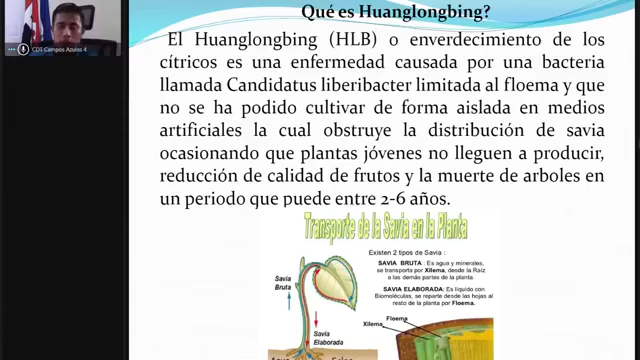 Qué es Huanglongbing?
El Huanglongbing (HLB) o enverdecimiento de los
cítricos es una enfermedad causada por una bacteria
llamada Candidatus liberibacter limitada al floema y que
no se ha podido cultivar de forma aislada en medios
artificiales la cual obstruye la distribución de savia
ocasionando que plantas jóvenes no lleguen a producir,
reducción de calidad de frutos y la muerte de arboles en
un periodo que puede entre 2-6 años.
CDT Campos Azules 4
Transporte de la Savia en la Planta
Existen 2 tipos de Savia :
SAVIA BRUTA : Es agua y minerales,
se transporta por Xilema, desde la Raíz
a las demás partes de la planta.
SAVIA ELABORADA: Es líquido con
Biomoléculas, se reparte desde las hojas al
resto de la planta por Floema.
Savia
Bruta
Savia
Elaborada
Floema
Xilema
Agua
Sales